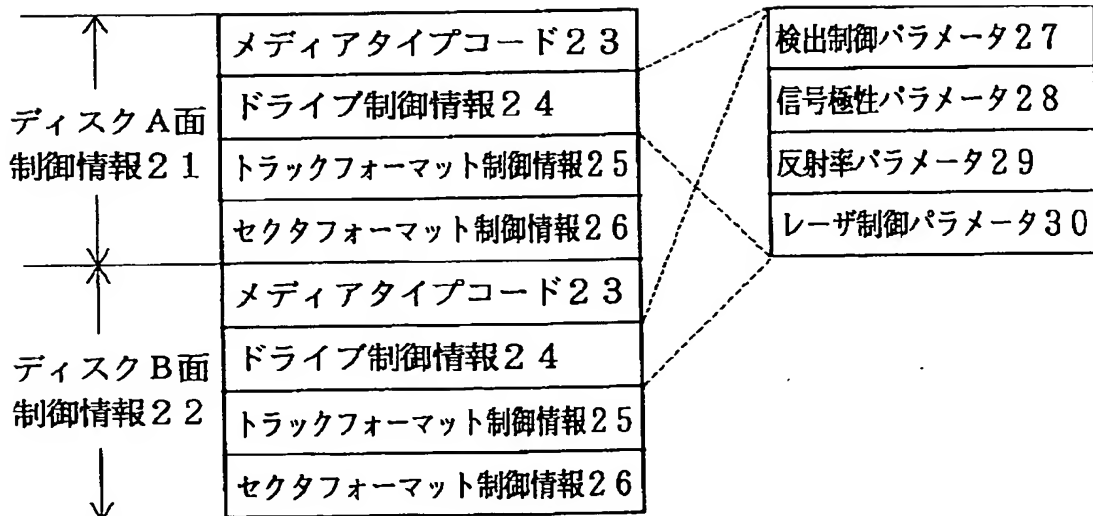 ディスクA面
制御情報21
メディアタイプコード23
ドライブ制御情報24
トラックフォーマット制御情報25
セクタフォーマット制御情報26
ディスクB面
制御情報22
メディアタイプコード23
ドライブ制御情報24
トラックフォーマット制御情報25
セクタフォーマット制御情報26
検出制御パラメータ27
信号極性パラメータ28
反射率パラメータ29
レーザ制御パラメータ30